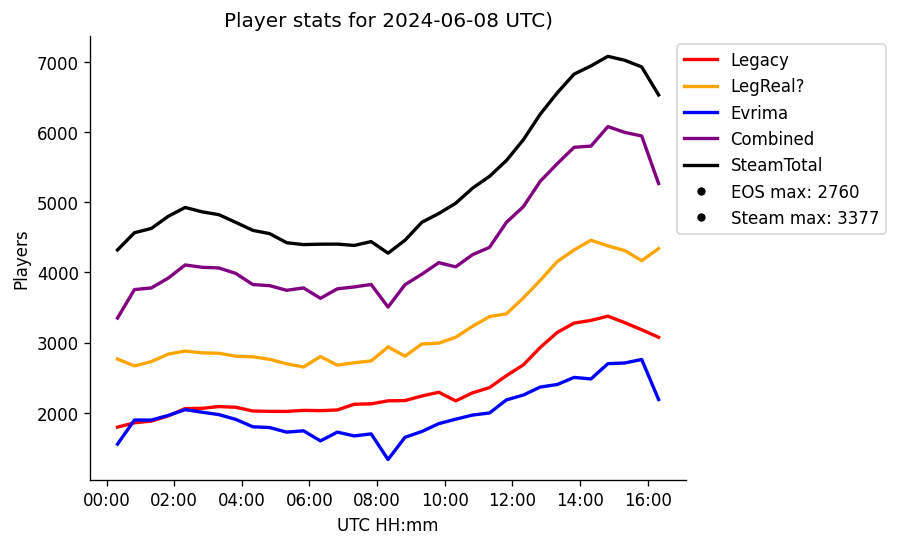 Player stats for 2024-06-08 UTC)
7000
6000
5000
4000
3000
2000
Players
00:00 02:00 04:00 06:00 08:00 10:00 12:00 14:00 16:00
UTC HH:mm
Legacy
LegReal?
Evrima
Combined
SteamTotal
EOS max: 2760
Steam max: 3377